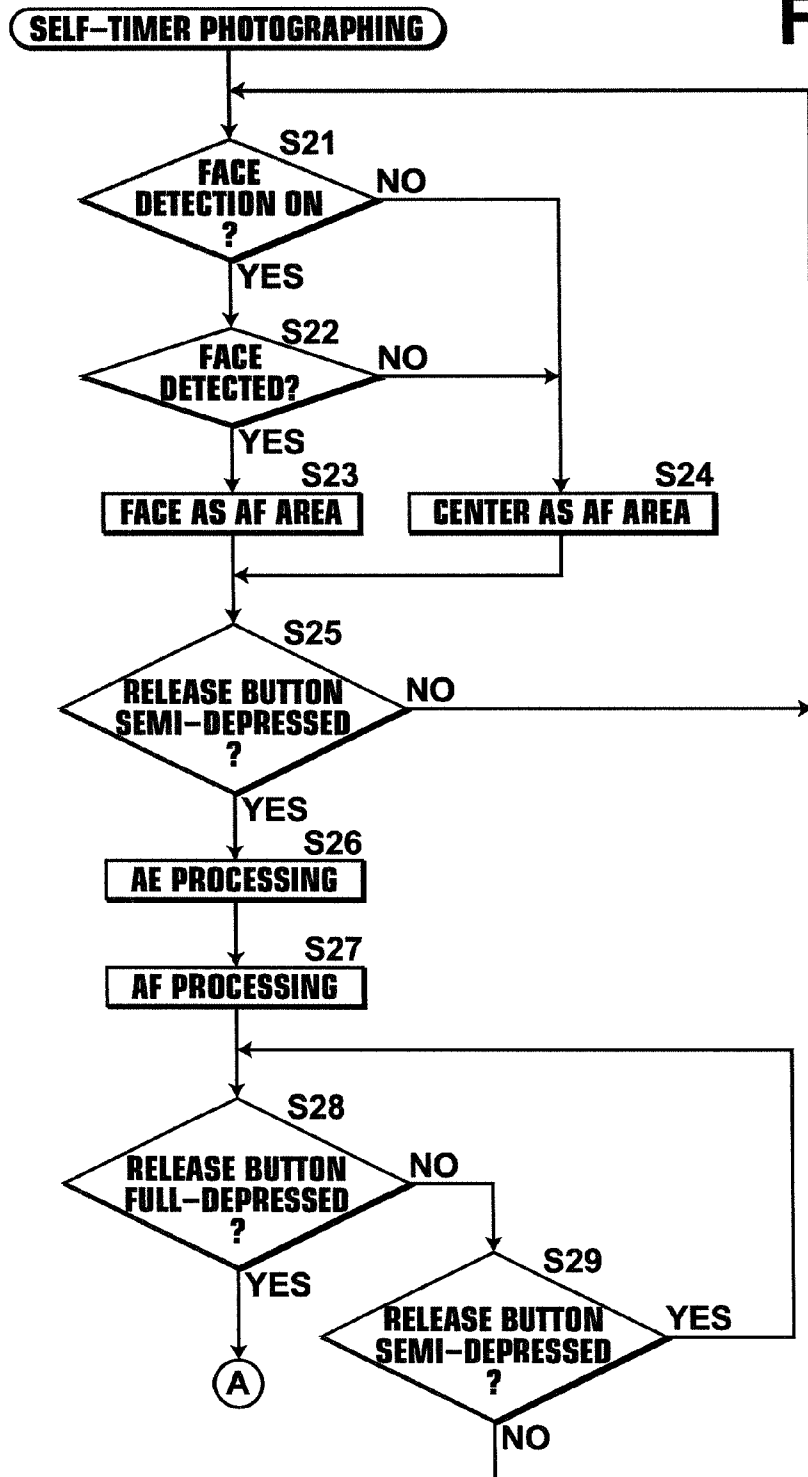 SELF-TIMER PHOTOGRAPHING
F
S21
FACE
DETECTION ON
?
NO
YES
S22
FACE
DETECTED?
NO
YES
S23
FACE AS AF AREA
S24
CENTER AS AF AREA
S25
RELEASE BUTTON
SEMI-DEPRESSED
?
NO
YES
S26
AE PROCESSING
S27
AF PROCESSING
S28
RELEASE BUTTON
FULL-DEPRESSED
?
NO
YES
A
S29
RELEASE BUTTON
SEMI-DEPRESSED
?
YES
NO